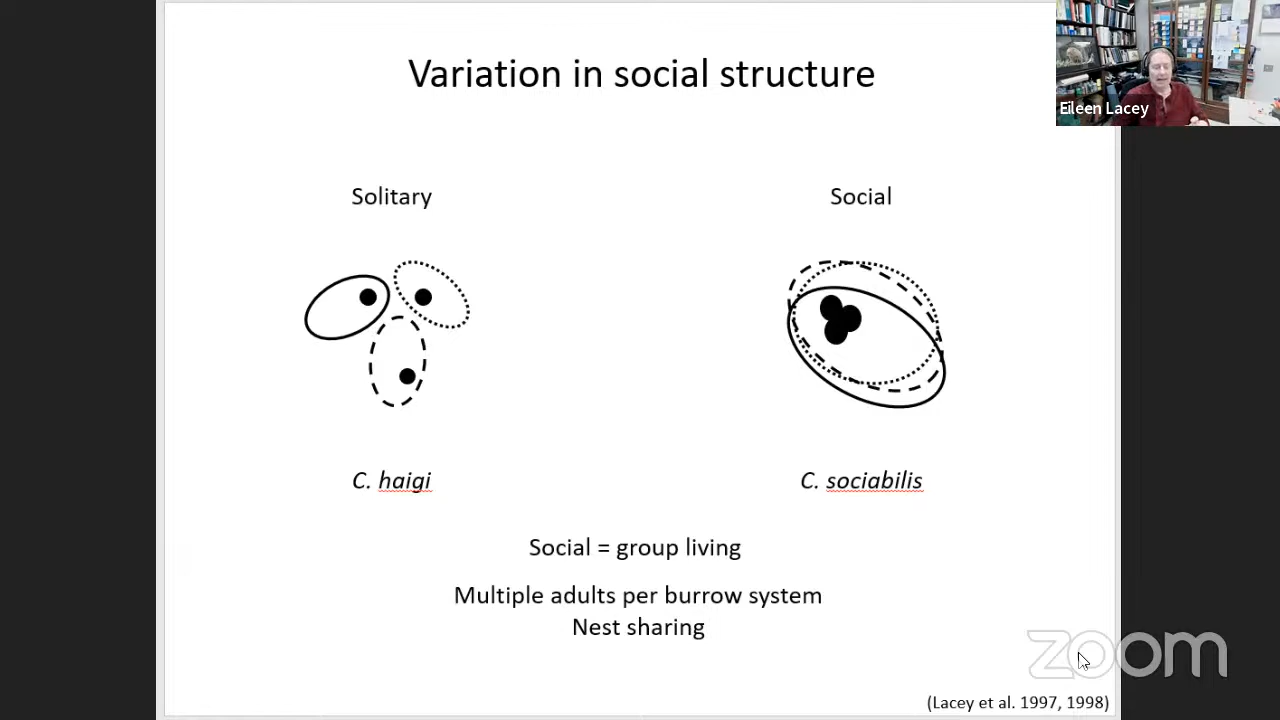 Variation in social structure
Eileen Lacey
Solitary
Social
C. haigi
C. sociabilis
Social = group living
Multiple adults per burrow system
Nest sharing
zoom
(Lacey et al. 1997, 1998)